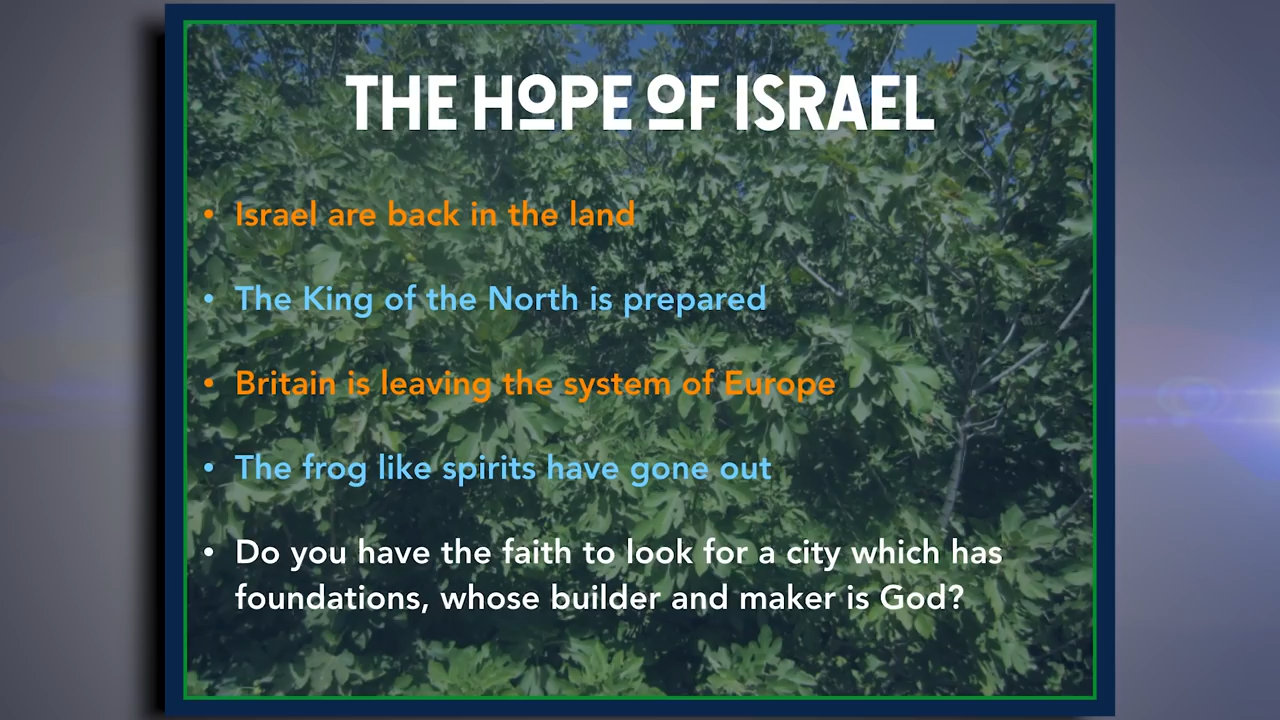 THE HOPE OF ISRAEL
• Israel are back in the land
• The King of the North is prepared
• Britain is leaving the system of Europe
• The frog like spirits have gone out
• Do you have the faith to look for a city which has
foundations, whose builder and maker is God?